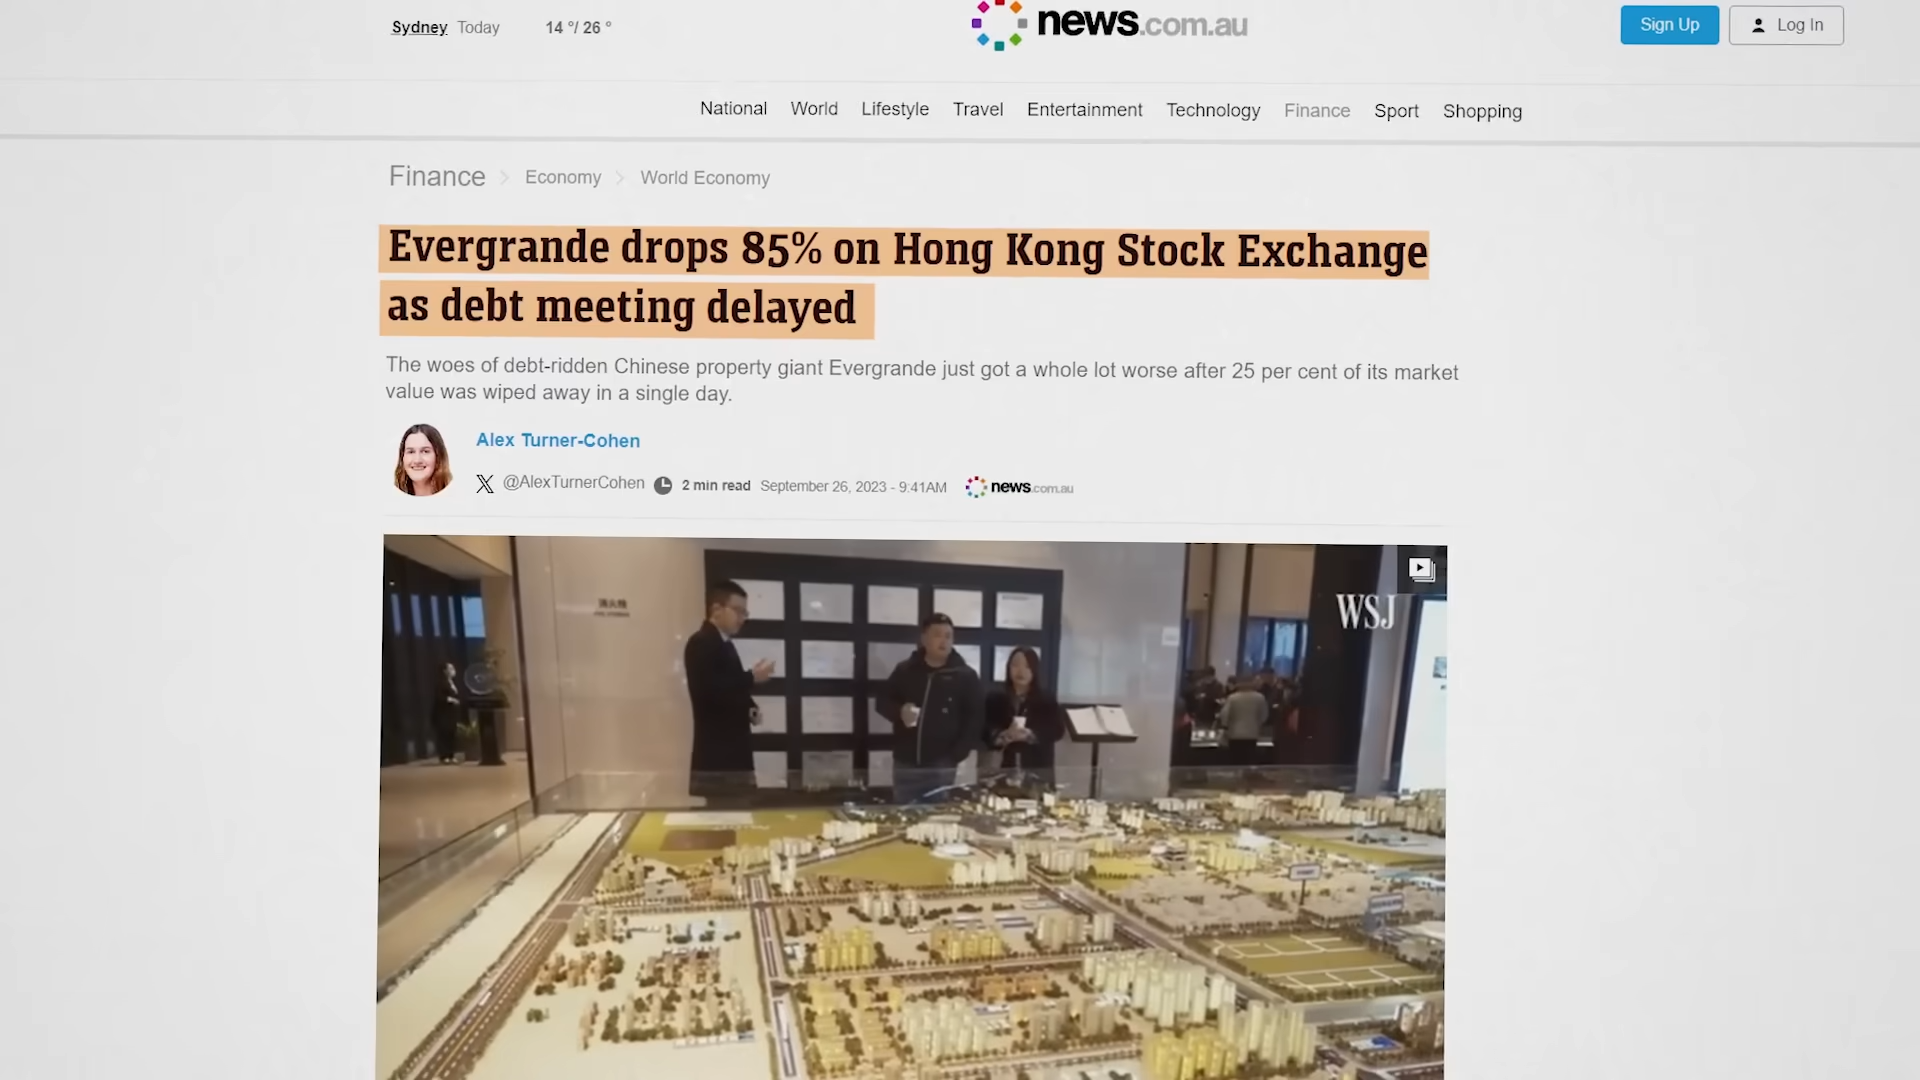 Sydney Today 14 °/ 26 °
news.com.au
Sign Up
Log In
National World Lifestyle Travel Entertainment Technology Finance Sport Shopping
Finance Economy World Economy
Evergrande drops 85% on Hong Kong Stock Exchange
as debt meeting delayed
The woes of debt-ridden Chinese property giant Evergrande just got a whole lot worse after 25 per cent of its market
value was wiped away in a single day.
Alex Turner-Cohen
@AlexTurnerCohen 2 min read September 26, 2023 - 9:41AM news.com.au
WSJ